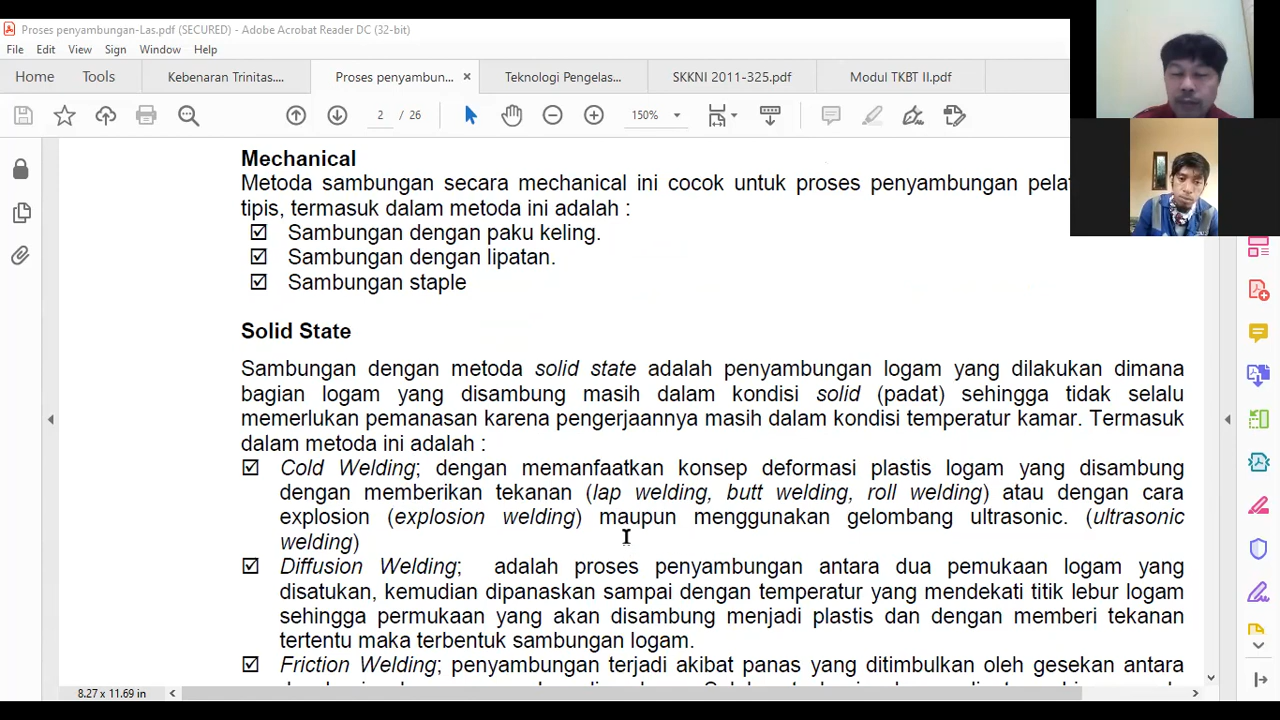 Proses penyambungan-Las.pdf (SECURED) - Adobe Acrobat Reader DC (32-bit)
File Edit View Sign Window Help
Home Tools Kebenaran Trinitas.... Proses penyambun... × Teknologi Pengelas... SKKNI 2011-325.pdf Modul TKBT II.pdf
2 / 26 150%
Mechanical
Metoda sambungan secara mechanical ini cocok untuk proses penyambungan
tipis, termasuk dalam metoda ini adalah :
Sambungan dengan paku keling.
Sambungan dengan lipatan.
Sambungan staple
Solid State
Sambungan dengan metoda solid state adalah penyambungan logam yang dilakukan dimana
bagian logam yang disambung masih dalam kondisi solid (padat) sehingga tidak selalu
memerlukan pemanasan karena pengerjaannya masih dalam kondisi temperatur kamar. Termasuk
dalam metoda ini adalah :
Cold Welding; dengan memanfaatkan konsep deformasi plastis logam yang disambung
dengan memberikan tekanan (lap welding, butt welding, roll welding) atau dengan cara
explosion (explosion welding) maupun menggunakan gelombang ultrasonic. (ultrasonic
welding)
Diffusion Welding; adalah proses penyambungan antara dua pemukaan logam yang
disatukan, kemudian dipanaskan sampai dengan temperatur yang mendekati titik lebur logam
sehingga permukaan yang akan disambung menjadi plastis dan dengan memberi tekanan
tertentu maka terbentuk sambungan logam.
Friction Welding; penyambungan terjadi akibat panas yang ditimbulkan oleh gesekan antara
8.27 x 11.69 in